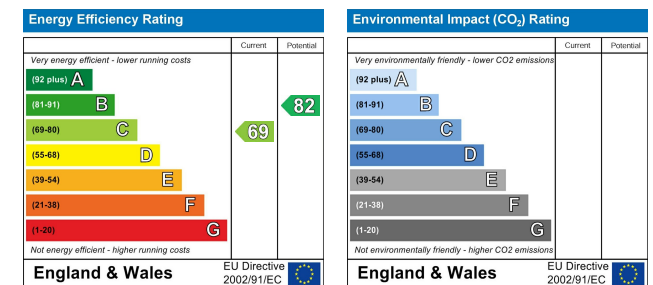 Energy Efficiency Rating
Current Potential
Very energy efficient - lower running costs
(92 plus) A
(81-91) B
82
(69-80) C
69
(55-68) D
(39-54) E
(21-38) F
(1-20) G
Not energy efficient - higher running costs
England & Wales
EU Directive
2002/91/EC
Environmental Impact (CO₂) Rating
Current Potential
Very environmentally friendly - lower CO2 emissions
(92 plus) A
(81-91) B
(69-80) C
(55-68) D
(39-54) E
(21-38) F
(1-20) G
Not environmentally friendly - higher CO2 emissions
England & Wales
EU Directive
2002/91/EC